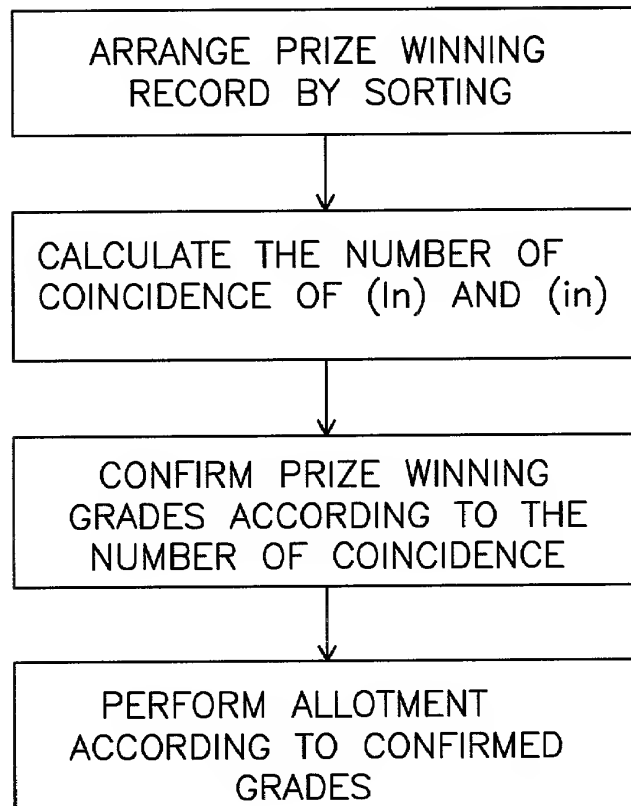 ARRANGE PRIZE WINNING
RECORD BY SORTING
CALCULATE THE NUMBER OF
COINCIDENCE OF (In) AND (in)
CONFIRM PRIZE WINNING
GRADES ACCORDING TO THE
NUMBER OF COINCIDENCE
PERFORM ALLOTMENT
ACCORDING TO CONFIRMED
GRADES